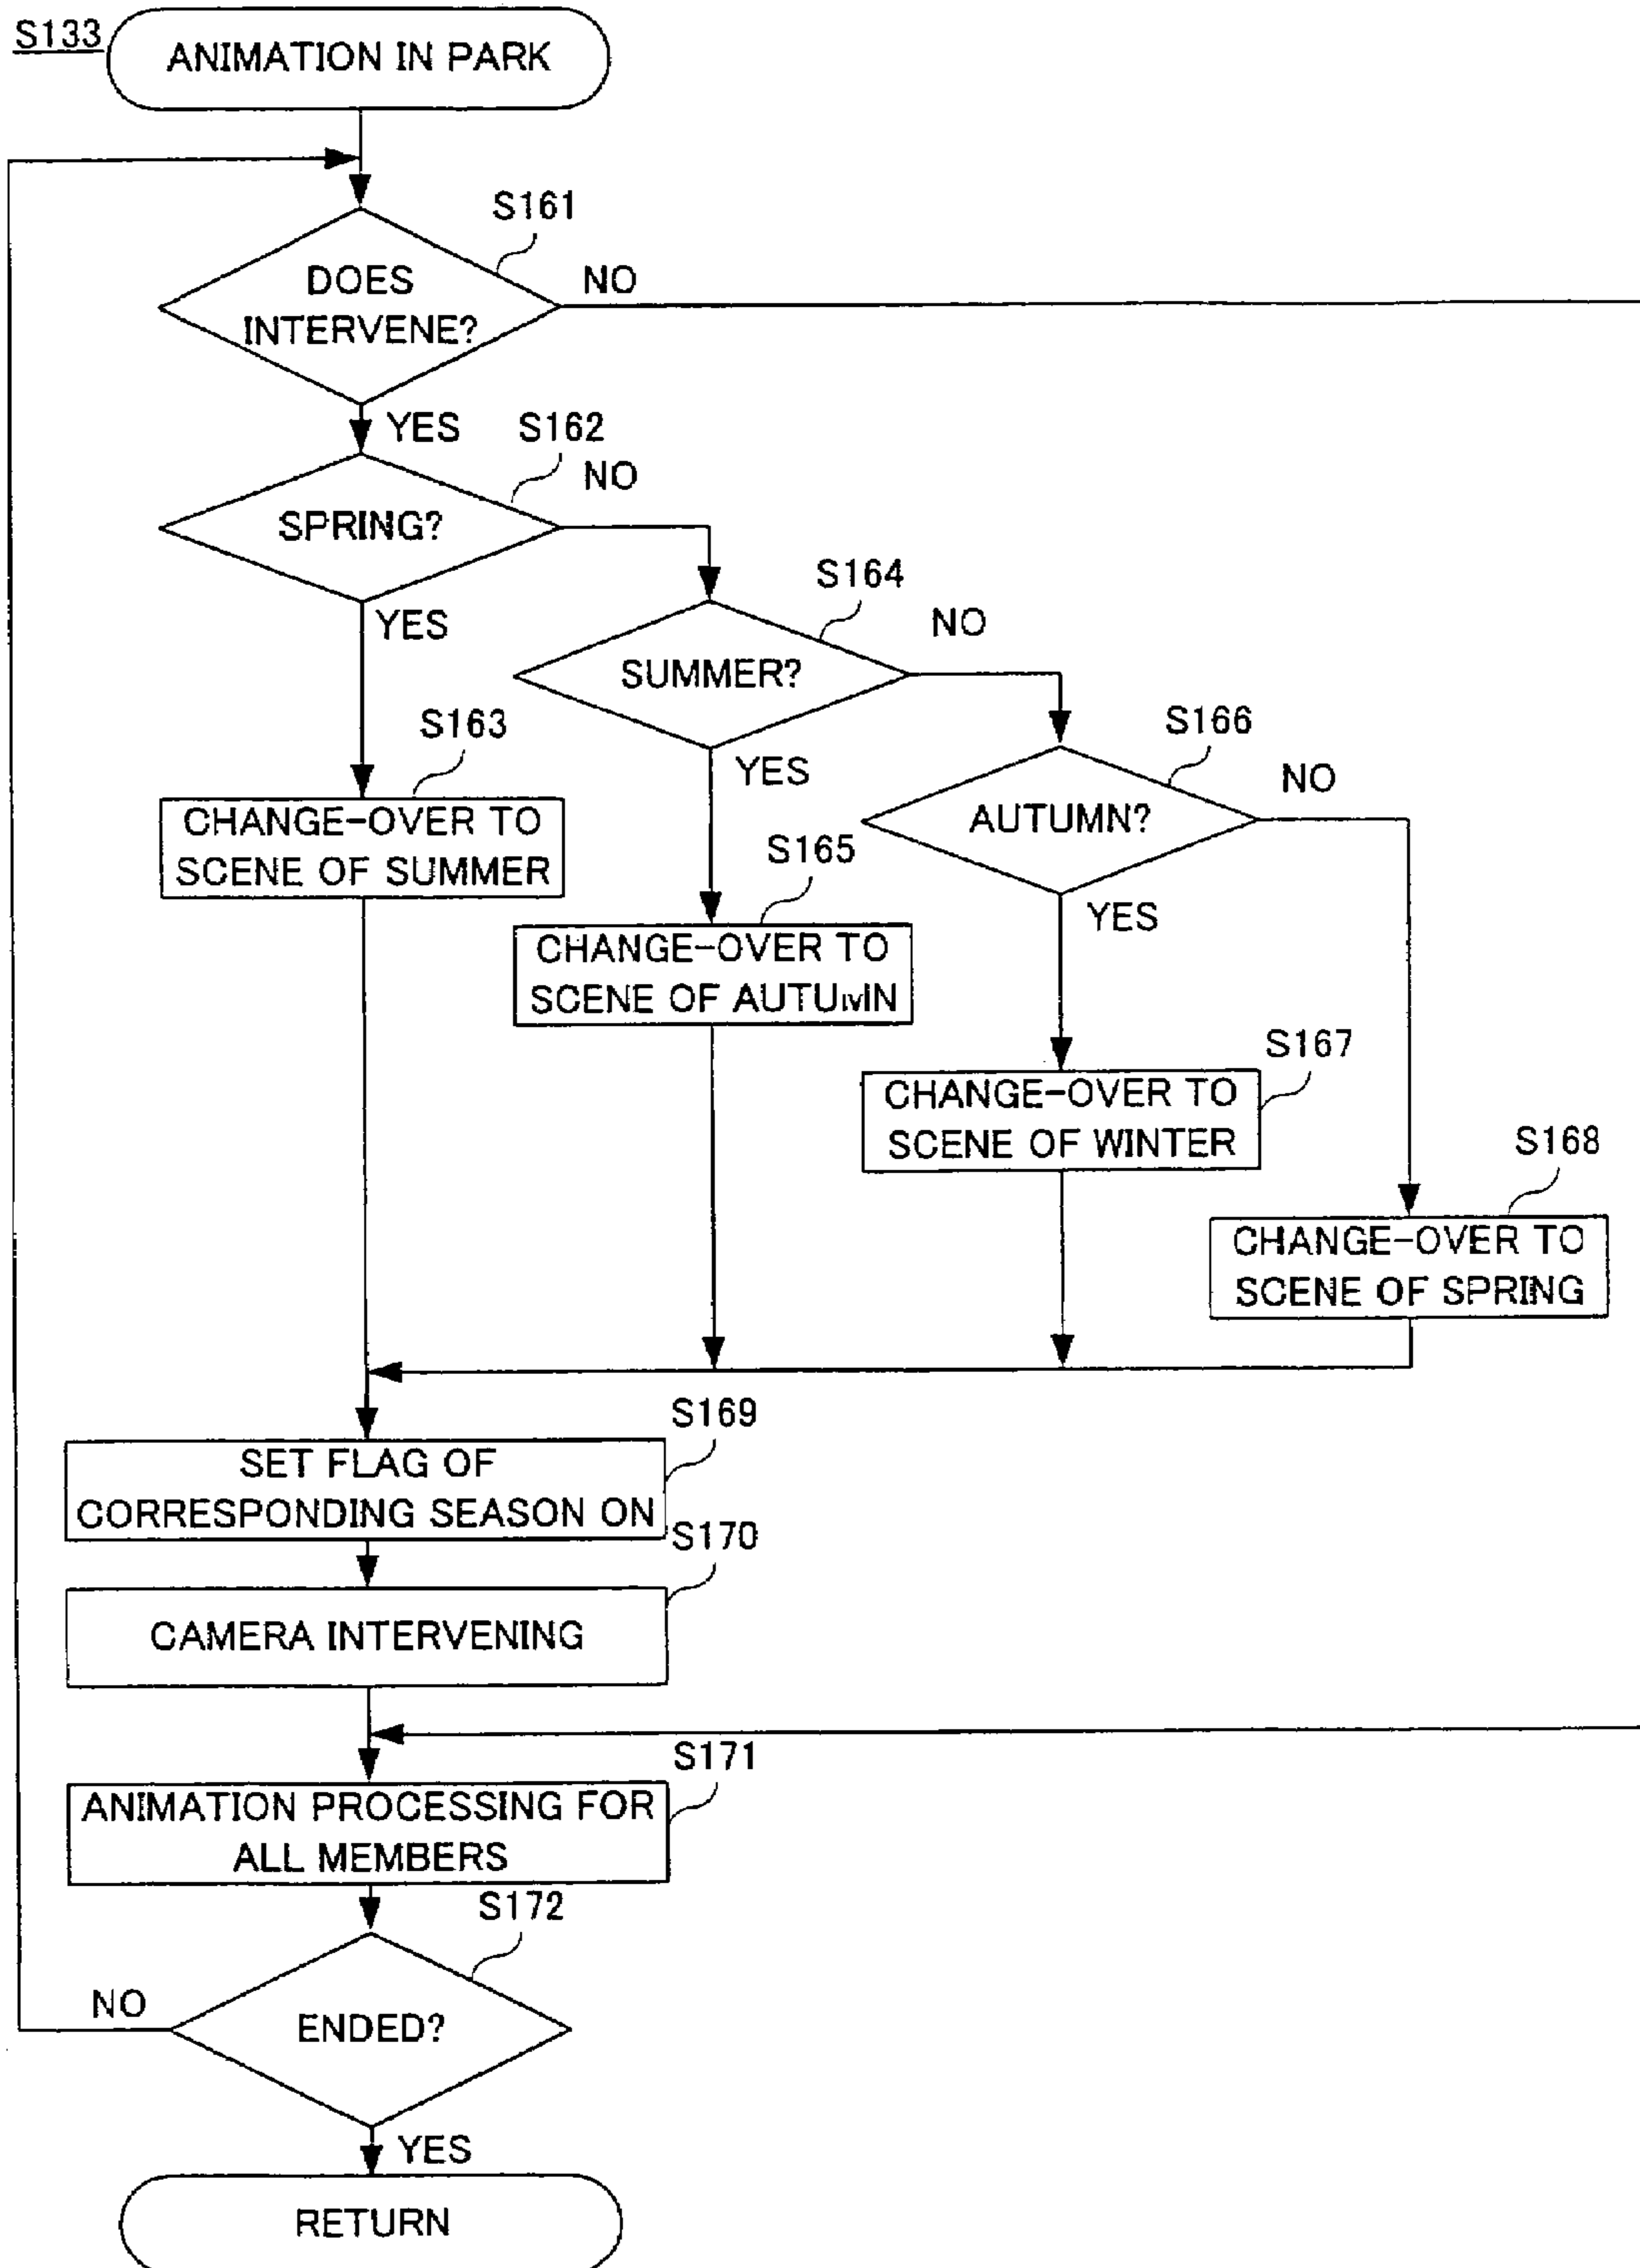 S133
ANIMATION IN PARK
S161
DOES
INTERVENE?
NO
YES
S162
NO
SPRING?
YES
S164
NO
SUMMER?
YES
S163
CHANGE-OVER TO
SCENE OF SUMMER
S166
NO
AUTUMN?
YES
S165
CHANGE-OVER TO
SCENE OF AUTUMN
S167
CHANGE-OVER TO
SCENE OF WINTER
S168
CHANGE-OVER TO
SCENE OF SPRING
S169
SET FLAG OF
CORRESPONDING SEASON ON
S170
CAMERA INTERVENING
S171
ANIMATION PROCESSING FOR
ALL MEMBERS
S172
NO
ENDED?
YES
RETURN